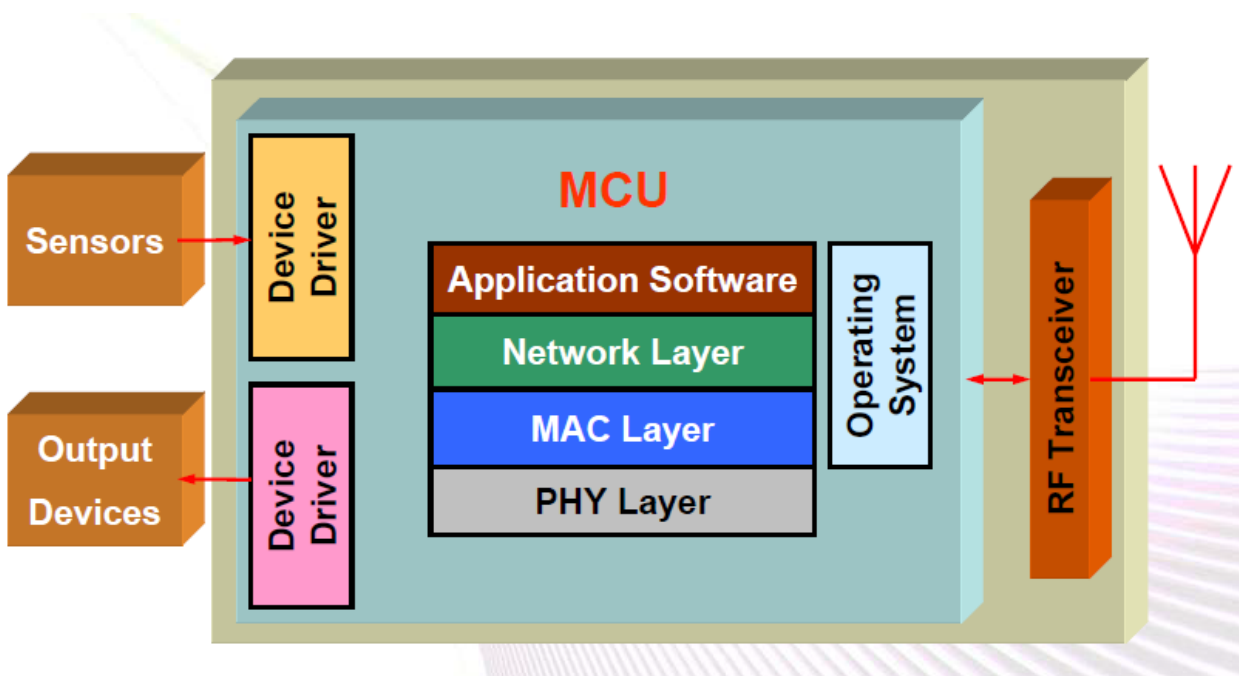 MCU
Sensors
Device
Driver
Application Software
Network Layer
MAC Layer
PHY Layer
Operating
System
RF Transceiver
Output
Devices
Device
Driver